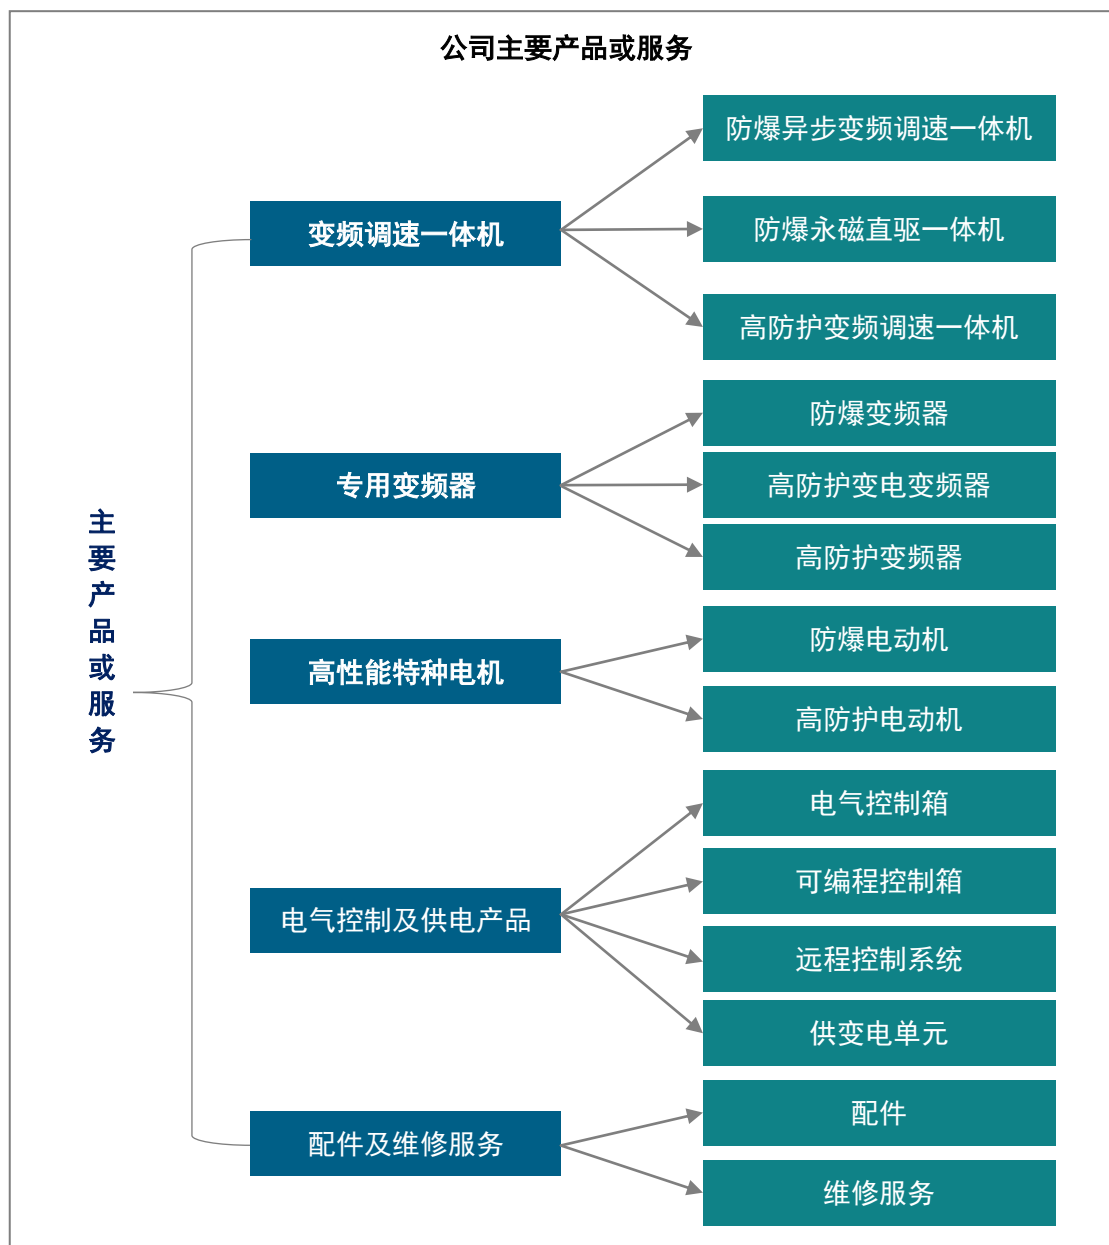 公司主要产品或服务
主要产品或服务
变频调速一体机
防爆异步变频调速一体机
防爆永磁直驱一体机
高防护变频调速一体机
专用变频器
防爆变频器
高防护变电变频器
高防护变频器
高性能特种电机
防爆电动机
高防护电动机
电气控制及供电产品
电气控制箱
可编程控制箱
远程控制系统
供变电单元
配件及维修服务
配件
维修服务